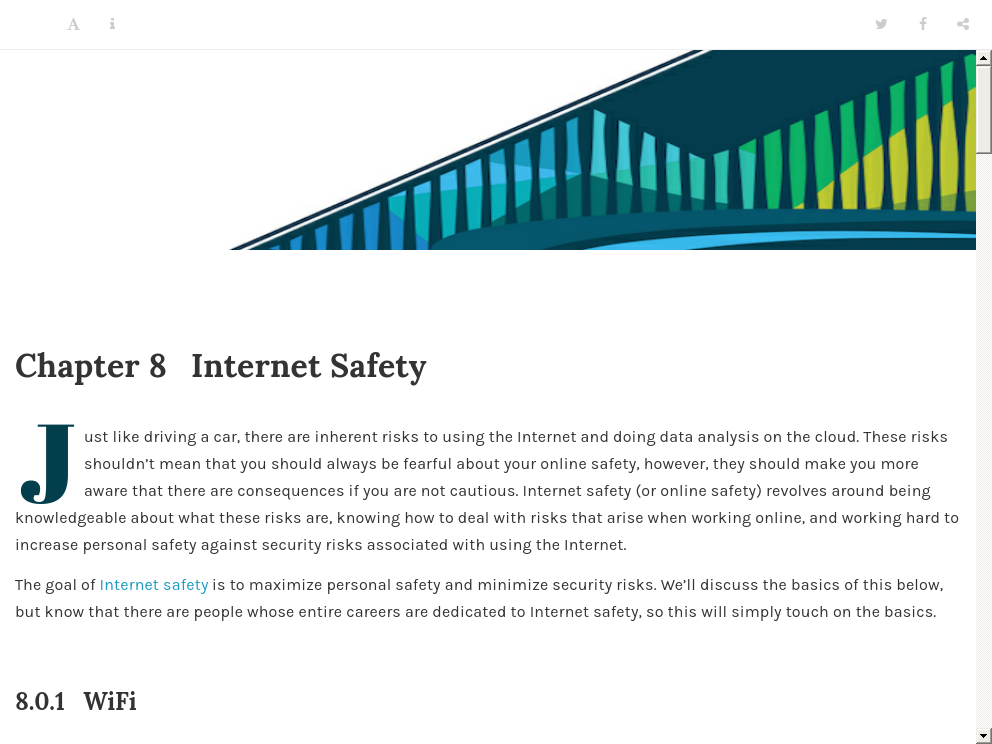 A i
Chapter 8 Internet Safety
Just like driving a car, there are inherent risks to using the Internet and doing data analysis on the cloud. These risks
shouldn’t mean that you should always be fearful about your online safety, however, they should make you more
aware that there are consequences if you are not cautious. Internet safety (or online safety) revolves around being
knowledgeable about what these risks are, knowing how to deal with risks that arise when working online, and working hard to
increase personal safety against security risks associated with using the Internet.
The goal of Internet safety is to maximize personal safety and minimize security risks. We’ll discuss the basics of this below,
but know that there are people whose entire careers are dedicated to Internet safety, so this will simply touch on the basics.
8.0.1 WiFi